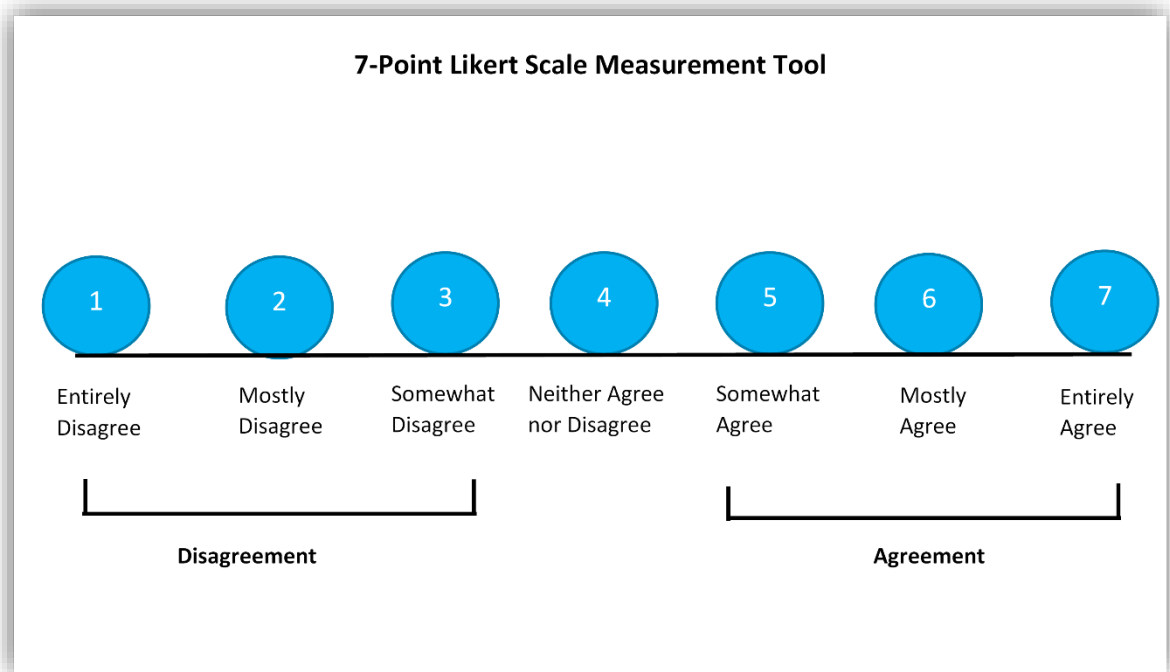 7-Point Likert Scale Measurement Tool
1 2 3 4 5 6 7
Entirely Disagree
Mostly Disagree
Somewhat Disagree
Neither Agree nor Disagree
Somewhat Agree
Mostly Agree
Entirely Agree
Disagreement
Agreement